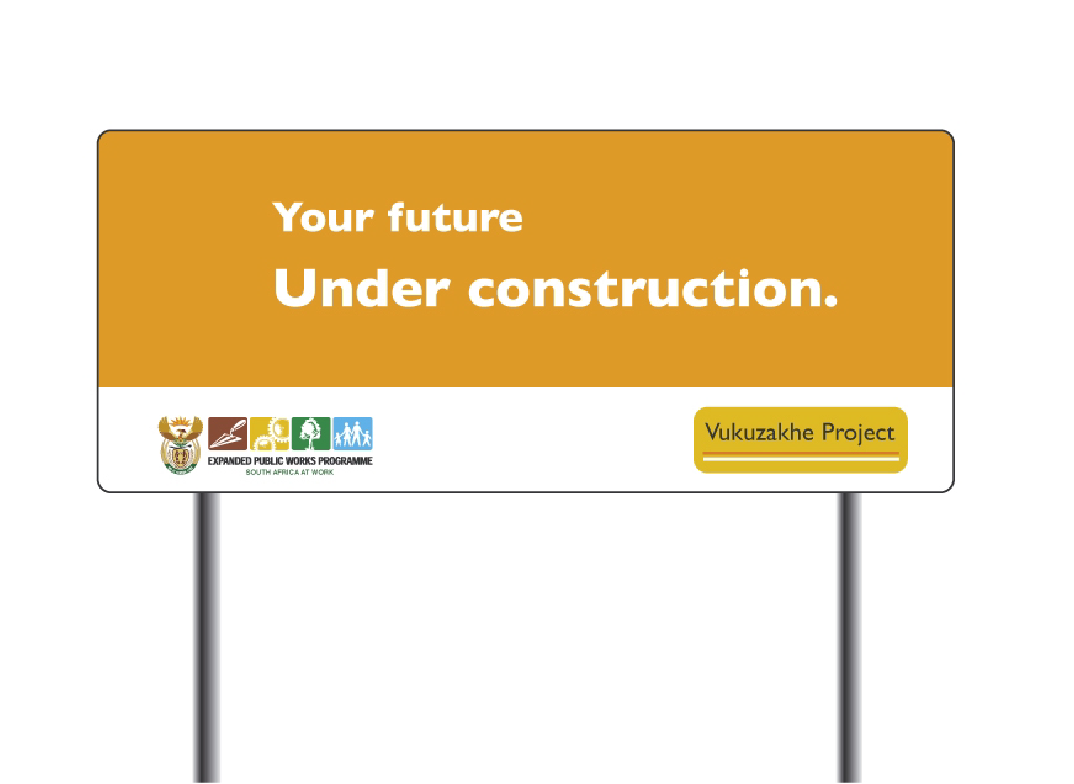 Your future
Under construction.
EXPANDED PUBLIC WORKS PROGRAMME
SOUTH AFRICA AT WORK
Vukuzakhe Project